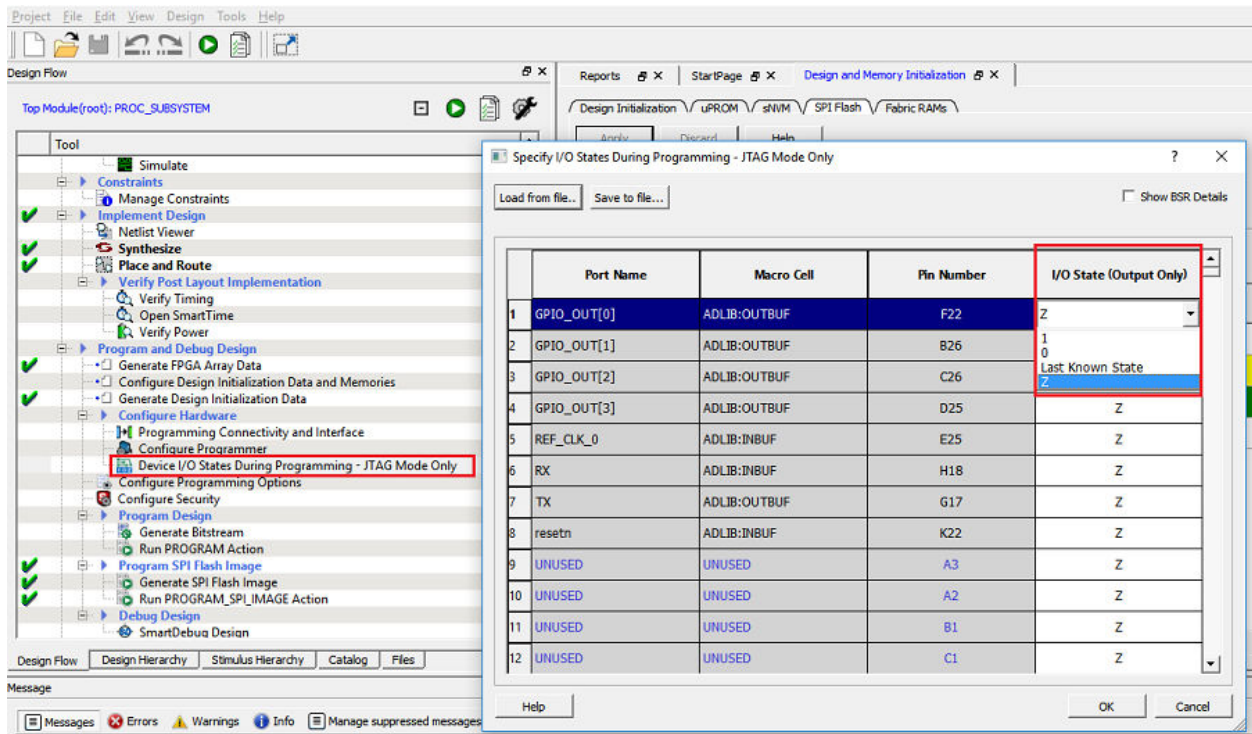 Project File Edit View Design Tools Help
Design Flow
Top Module(root): PROC_SUBSYSTEM
Tool
Simulate
Constraints
Manage Constraints
Implement Design
Netlist Viewer
Synthesize
Place and Route
Verify Post Layout Implementation
Verify Timing
Open SmartTime
Verify Power
Program and Debug Design
Generate FPGA Array Data
Configure Design Initialization Data and Memories
Generate Design Initialization Data
Configure Hardware
Programming Connectivity and Interface
Configure Programmer
Device I/O States During Programming - JTAG Mode Only
Configure Programming Options
Configure Security
Program Design
Generate Bitstream
Run PROGRAM Action
Program SPI Flash Image
Generate SPI Flash Image
Run PROGRAM_SPI_IMAGE Action
Debug Design
SmartDebug Design
Design Flow Design Hierarchy Stimulus Hierarchy Catalog Files
Message
Messages Errors Warnings Info Manage suppressed messages
Reports StartPage Design and Memory Initialization
Design Initialization uPROM sNVM SPI Flash Fabric RAMs
Apply Discard Help
Specify I/O States During Programming - JTAG Mode Only ?
Load from file.. Save to file... Show BSR Details
Port Name Macro Cell Pin Number I/O State (Output Only)
1 GPIO_OUT[0] ADLIB:OUTBUF F22 Z
1
0
Last Known State
Z
2 GPIO_OUT[1] ADLIB:OUTBUF B26
3 GPIO_OUT[2] ADLIB:OUTBUF C26
4 GPIO_OUT[3] ADLIB:OUTBUF D25 Z
5 REF_CLK_0 ADLIB:INBUF E25 Z
6 RX ADLIB:INBUF H18 Z
7 TX ADLIB:OUTBUF G17 Z
8 resetn ADLIB:INBUF K22 Z
9 UNUSED UNUSED A3 Z
10 UNUSED UNUSED A2 Z
11 UNUSED UNUSED B1 Z
12 UNUSED UNUSED C1 Z
Help OK Cancel